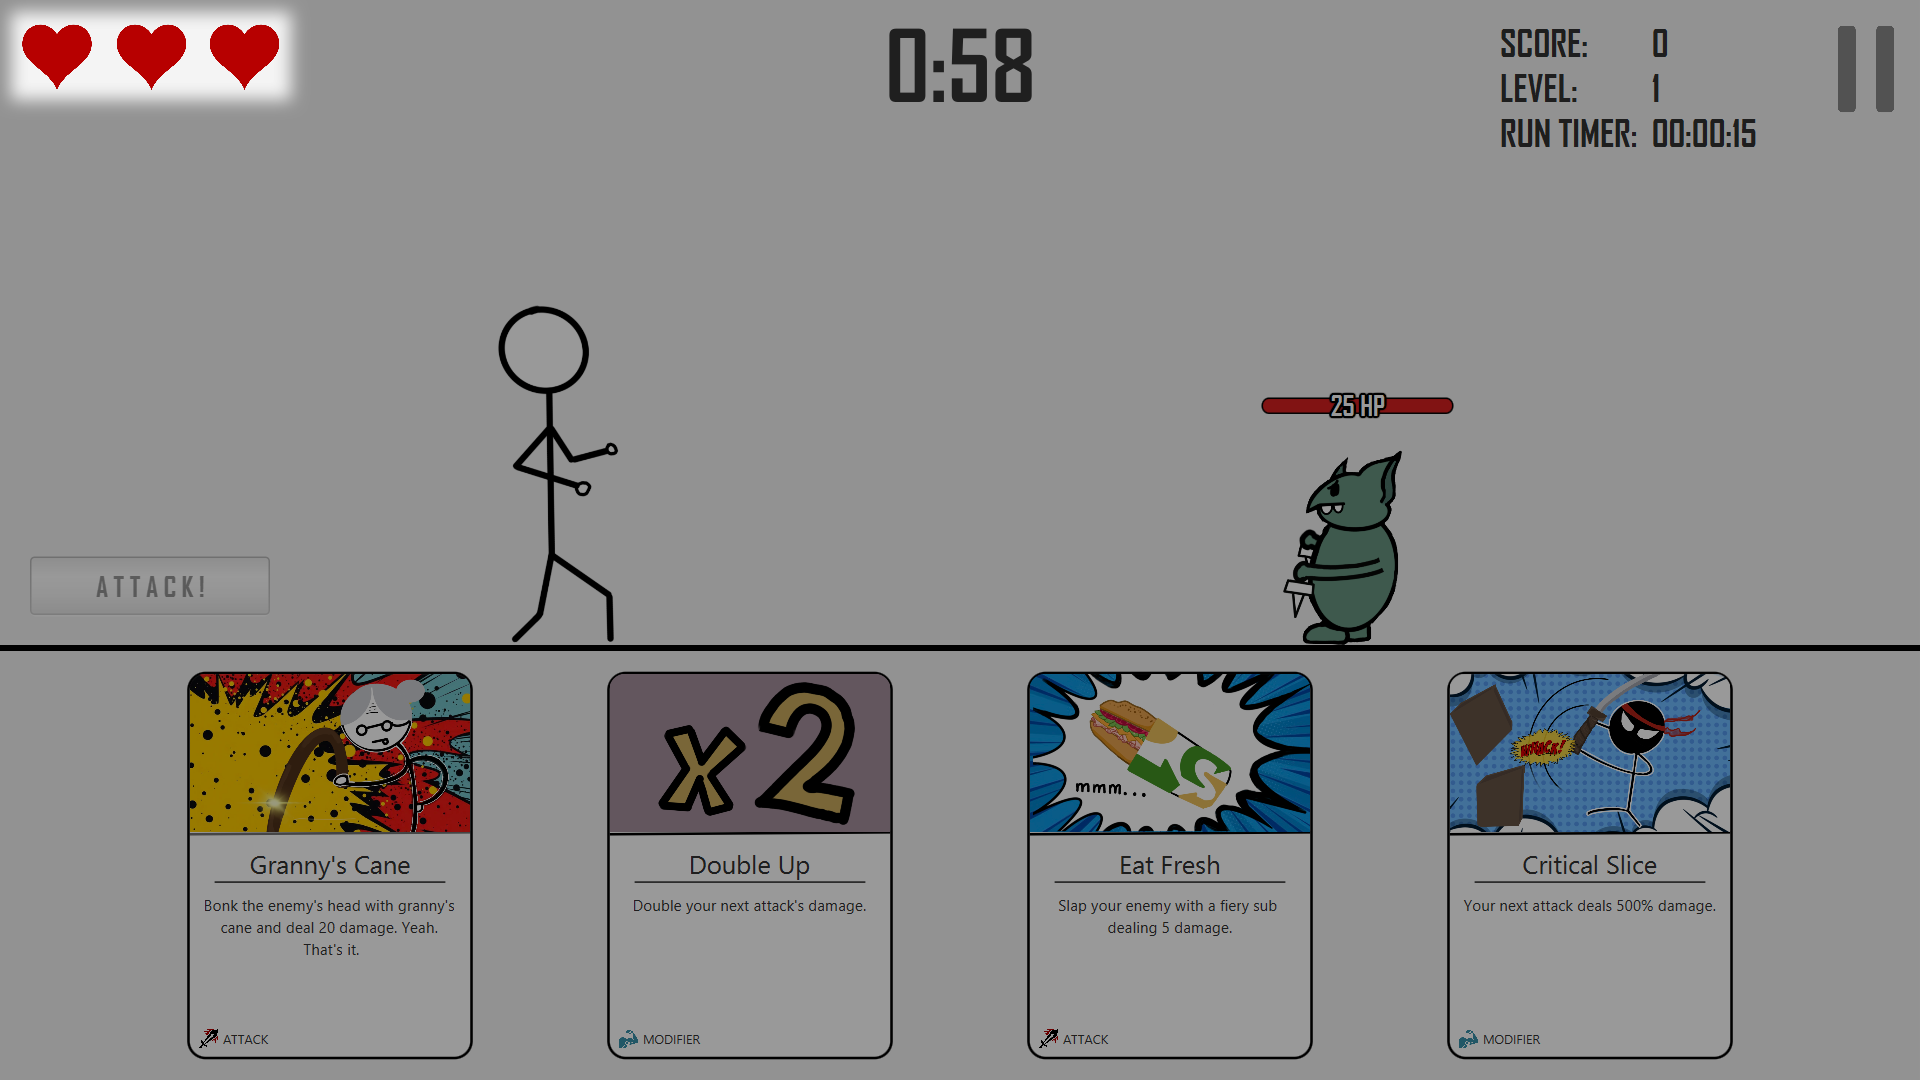 0:58
SCORE: 0
LEVEL: 1
RUN TIMER: 00:00:15
25 HP
ATTACK!
x2
mmm...
WHACK!
Granny's Cane
Bonk the enemy's head with granny's
cane and deal 20 damage. Yeah.
That's it.
ATTACK
Double Up
Double your next attack's damage.
MODIFIER
Eat Fresh
Slap your enemy with a fiery sub
dealing 5 damage.
ATTACK
Critical Slice
Your next attack deals 500% damage.
MODIFIER